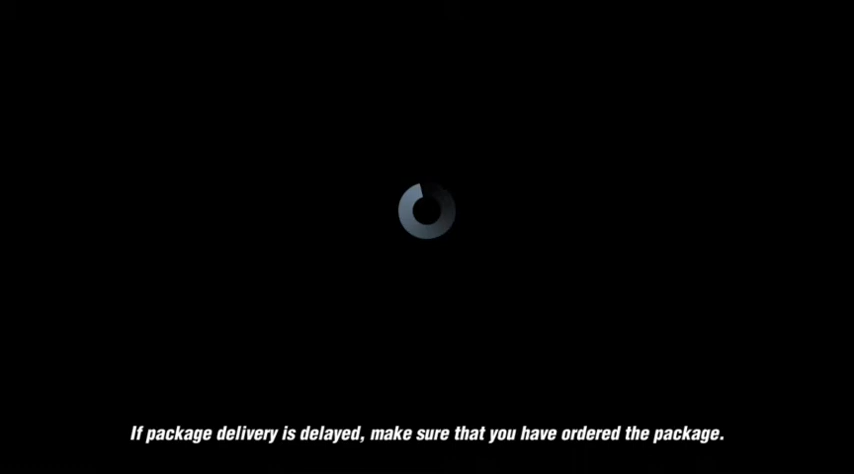 If package delivery is delayed, make sure that you have ordered the package.